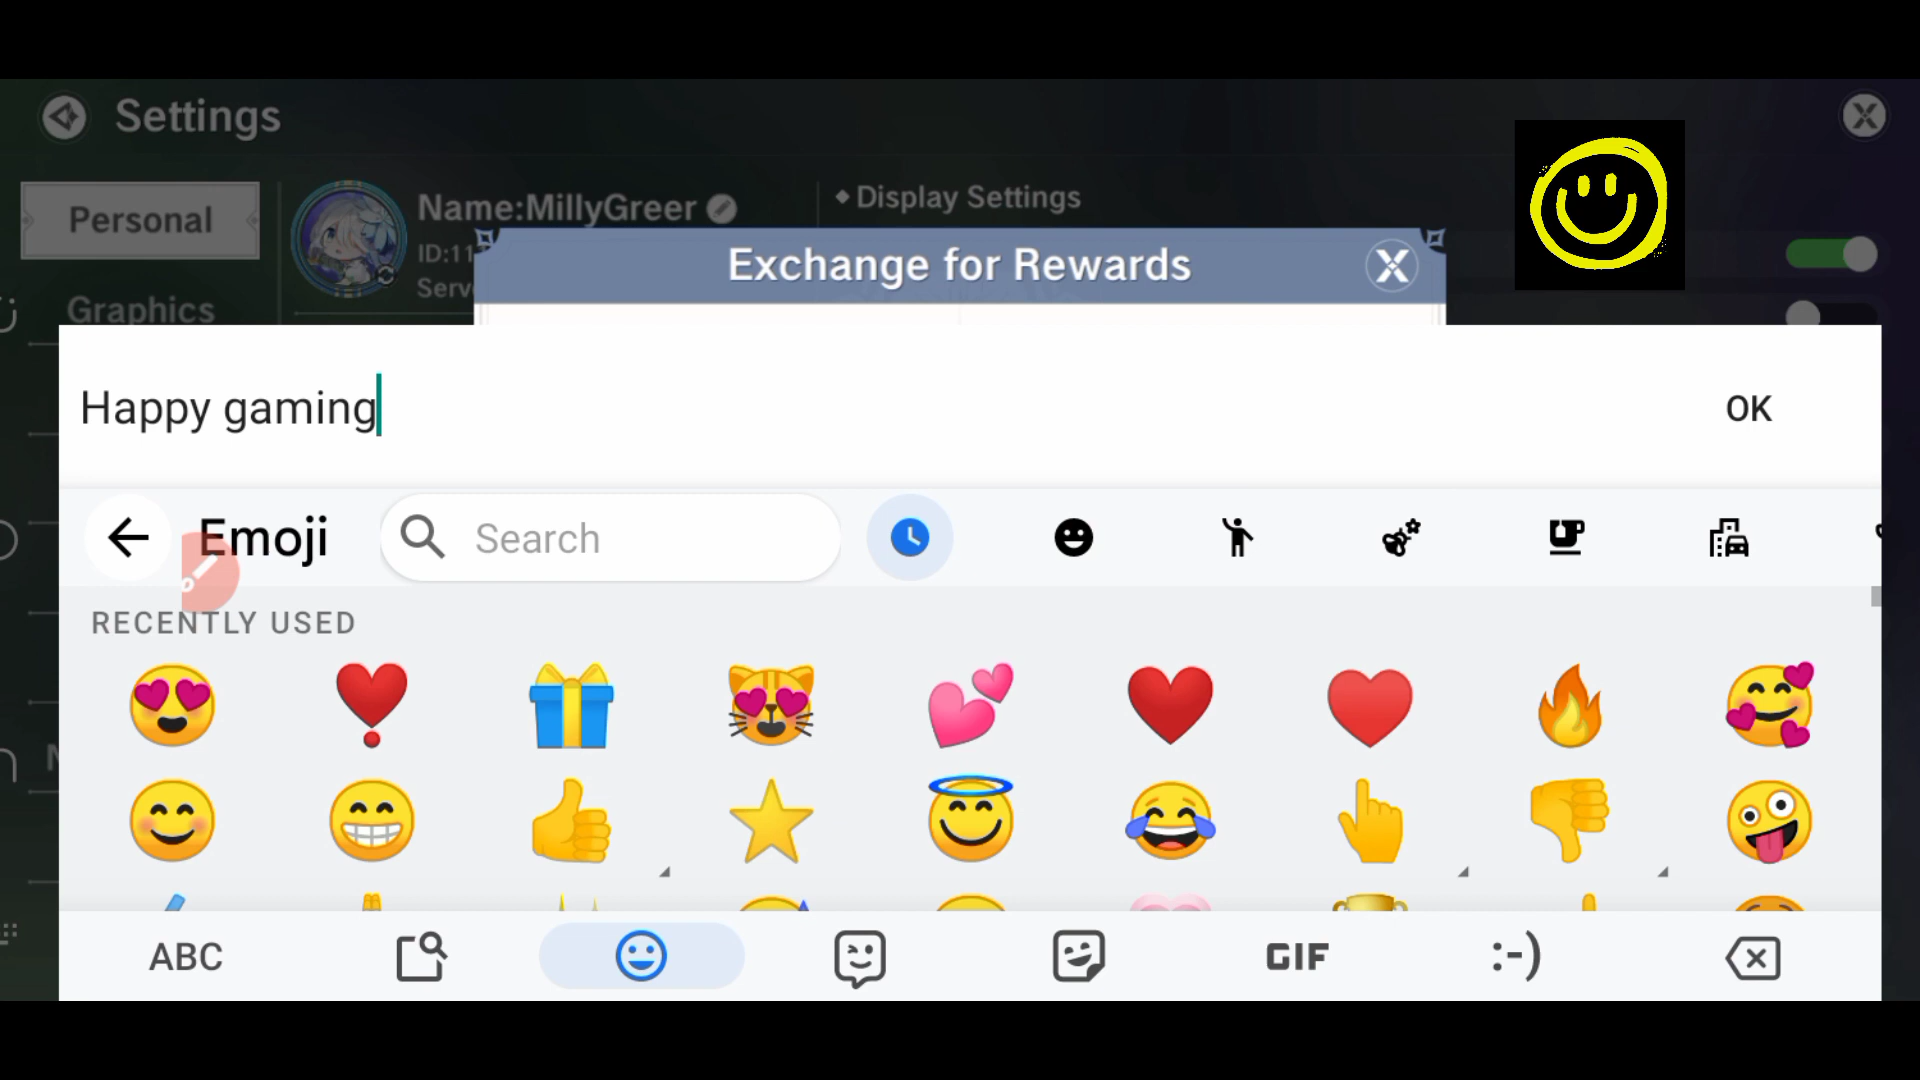 Settings
Personal
Name:MillyGreer
Display Settings
ID:11
Serv
Exchange for Rewards
Graphics
Happy gaming
OK
Emoji
Search
RECENTLY USED
ABC
GIF
:-)